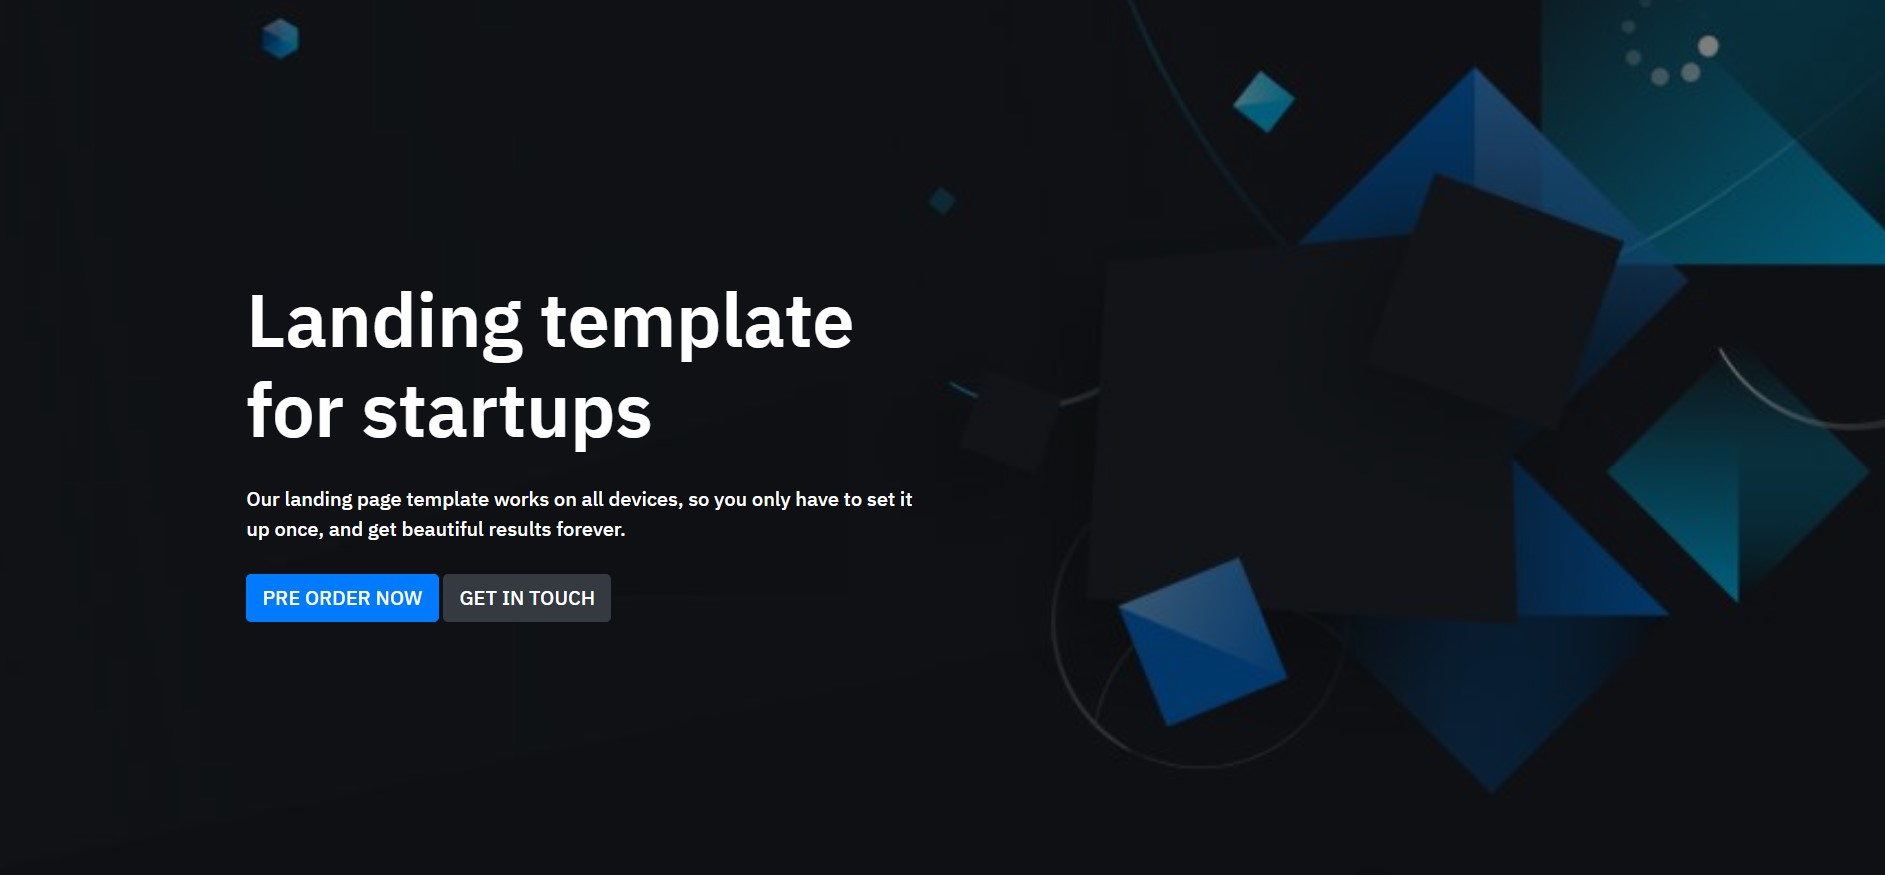 Landing template
for startups
Our landing page template works on all devices, so you only have to set it
up once, and get beautiful results forever.
PRE ORDER NOW
GET IN TOUCH